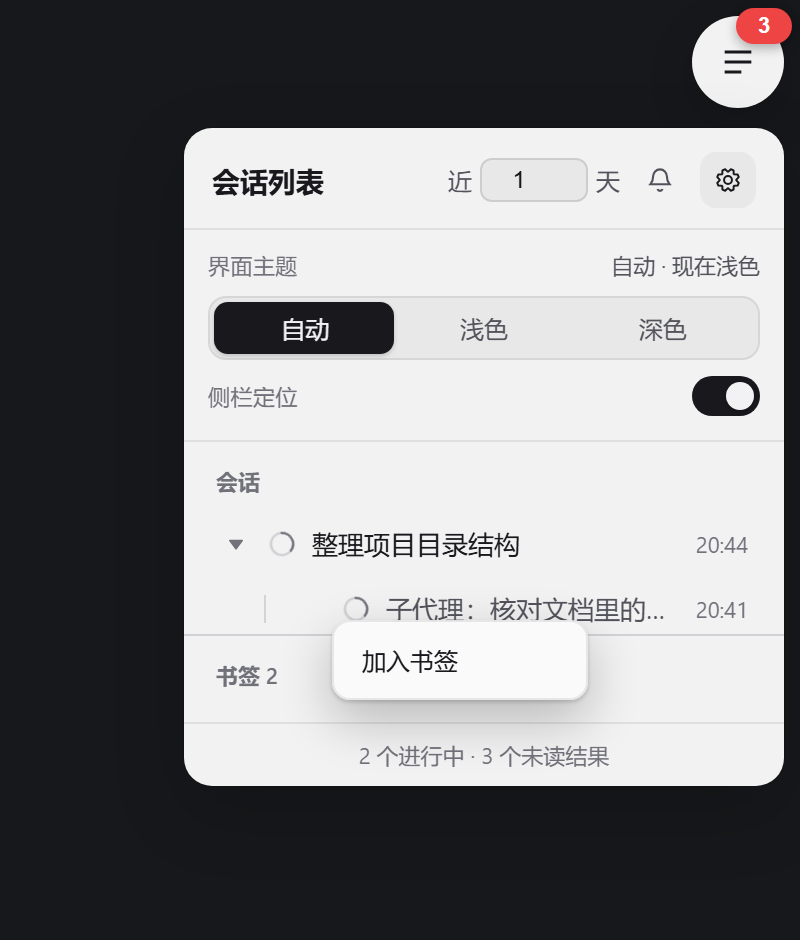 3
会话列表 近 1 天
界面主题 自动 · 现在浅色
自动 浅色 深色
侧栏定位
会话
整理项目目录结构 20:44
子代理：核对文档里的... 20:41
加入书签
书签 2
2 个进行中 · 3 个未读结果